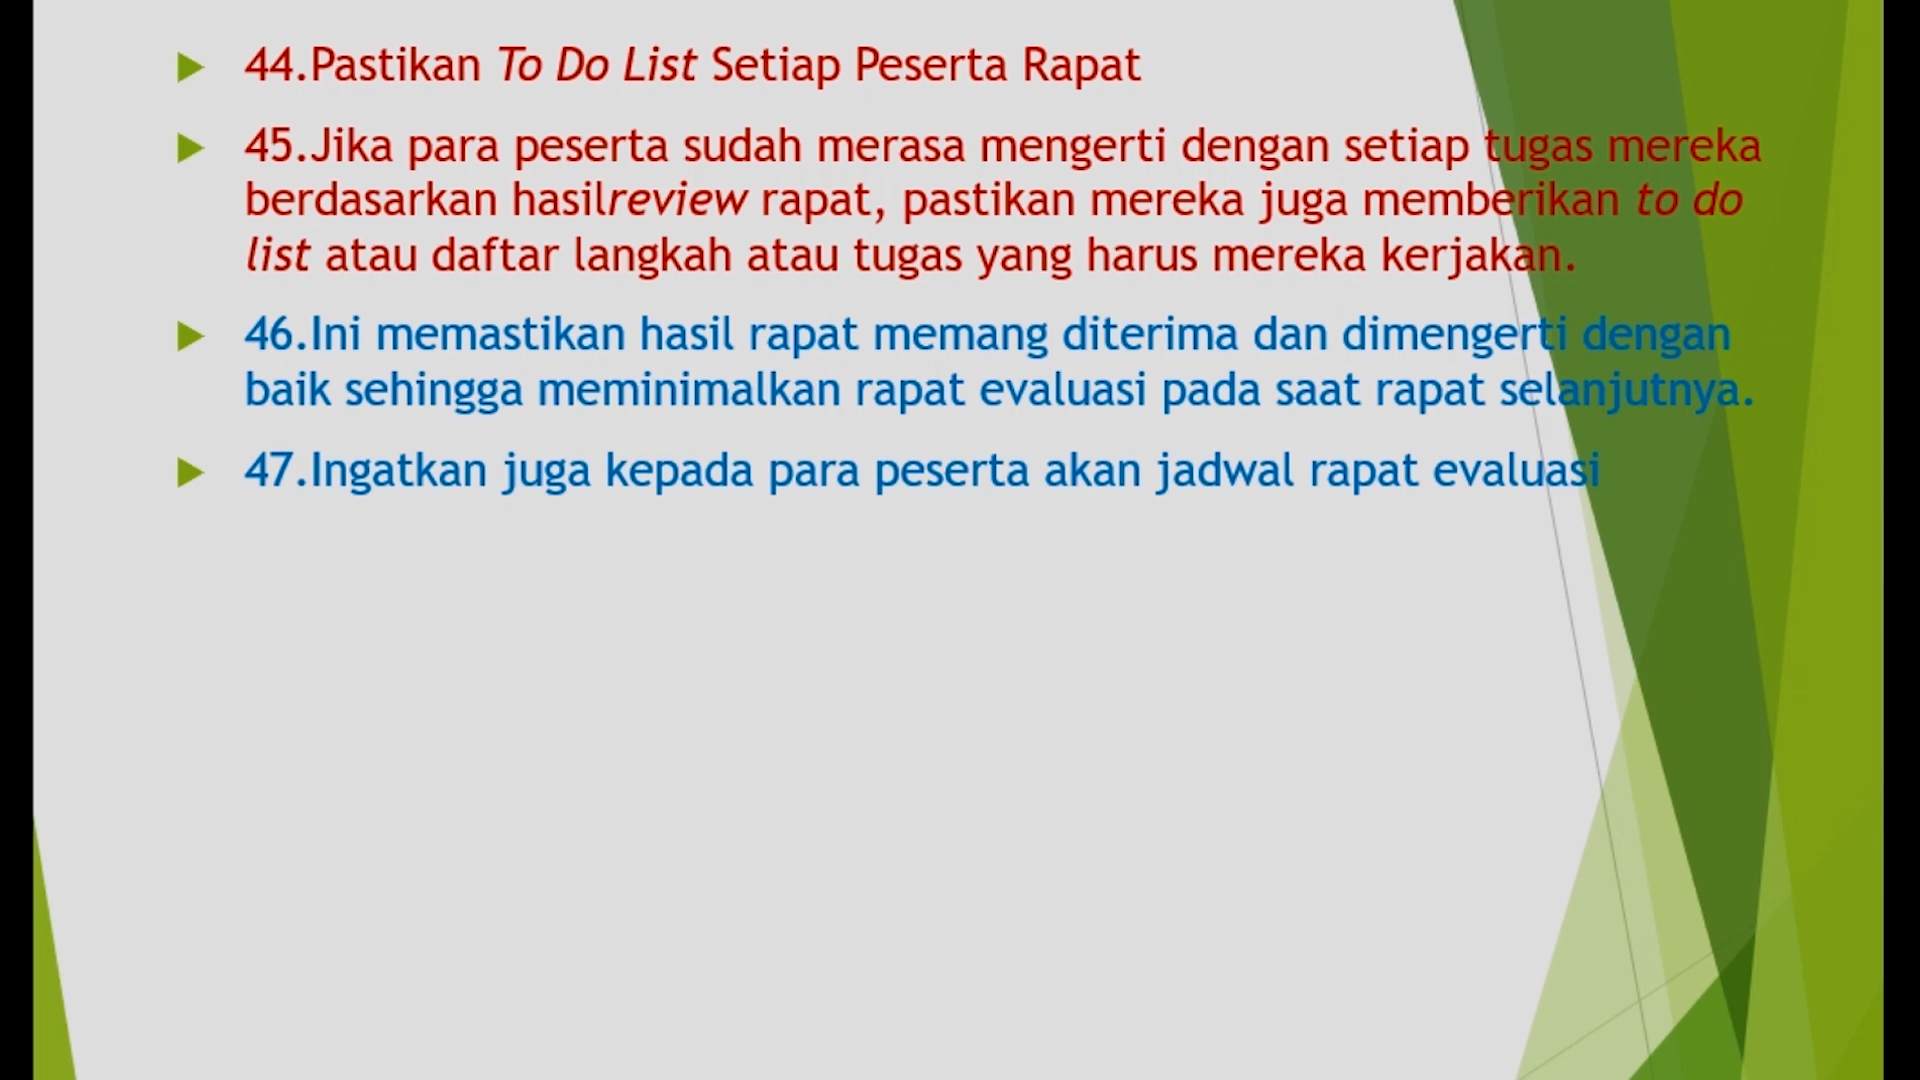 44.Pastikan To Do List Setiap Peserta Rapat
45.Jika para peserta sudah merasa mengerti dengan setiap tugas mereka
berdasarkan hasilreview rapat, pastikan mereka juga memberikan to do
list atau daftar langkah atau tugas yang harus mereka kerjakan.
46.Ini memastikan hasil rapat memang diterima dan dimengerti dengan
baik sehingga meminimalkan rapat evaluasi pada saat rapat selanjutnya.
47.Ingatkan juga kepada para peserta akan jadwal rapat evaluasi